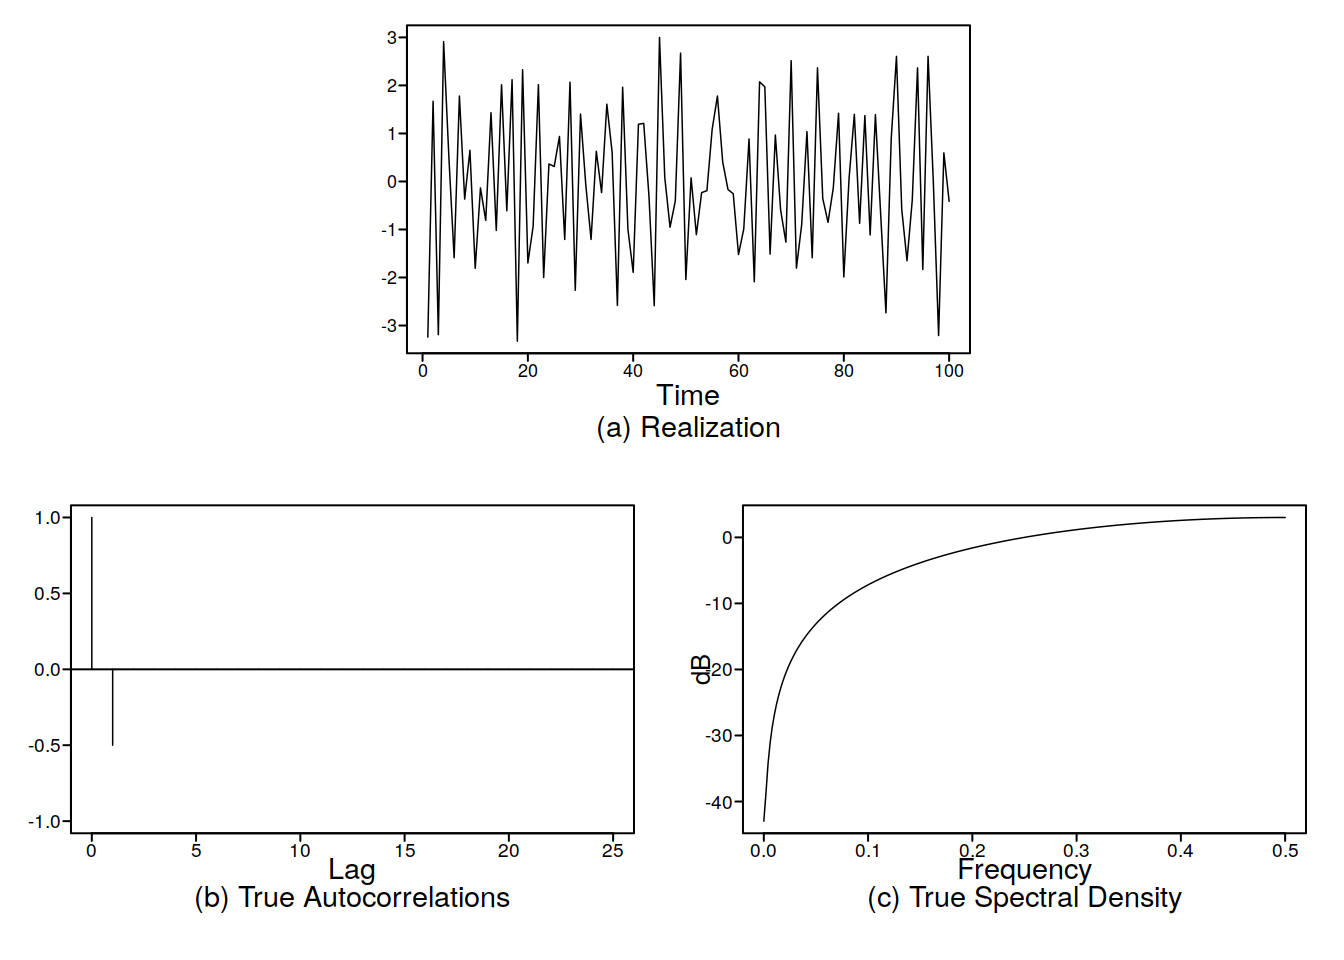 3
2
1
0
-1
-2
-3
0 20 40 60 80 100
Time
(a) Realization
1.0
0.5
0.0
-0.5
-1.0
0 5 10 15 20 25
Lag
(b) True Autocorrelations
dB
0
-10
-20
-30
-40
0.0 0.1 0.2 0.3 0.4 0.5
Frequency
(c) True Spectral Density